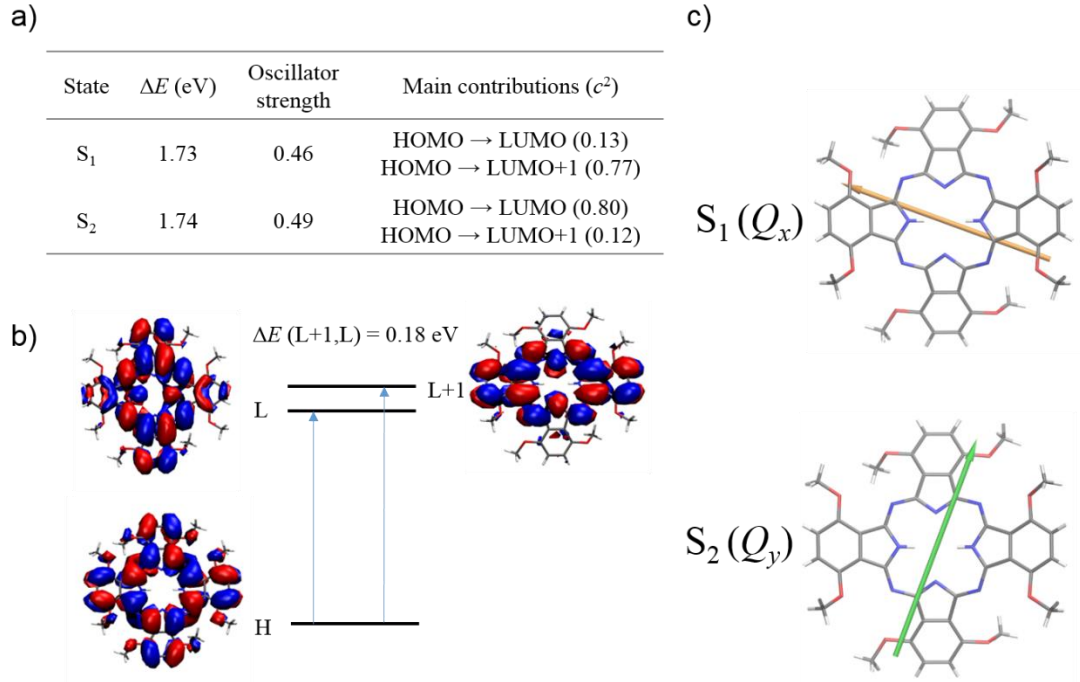 a)
State ΔE (eV) Oscillator strength Main contributions (c²)
S₁ 1.73 0.46 HOMO → LUMO (0.13)
HOMO → LUMO+1 (0.77)
S₂ 1.74 0.49 HOMO → LUMO (0.80)
HOMO → LUMO+1 (0.12)
b)
ΔE (L+1,L) = 0.18 eV
L+1
L
H
c)
S₁ (Qₓ)
S₂ (Qᵧ)